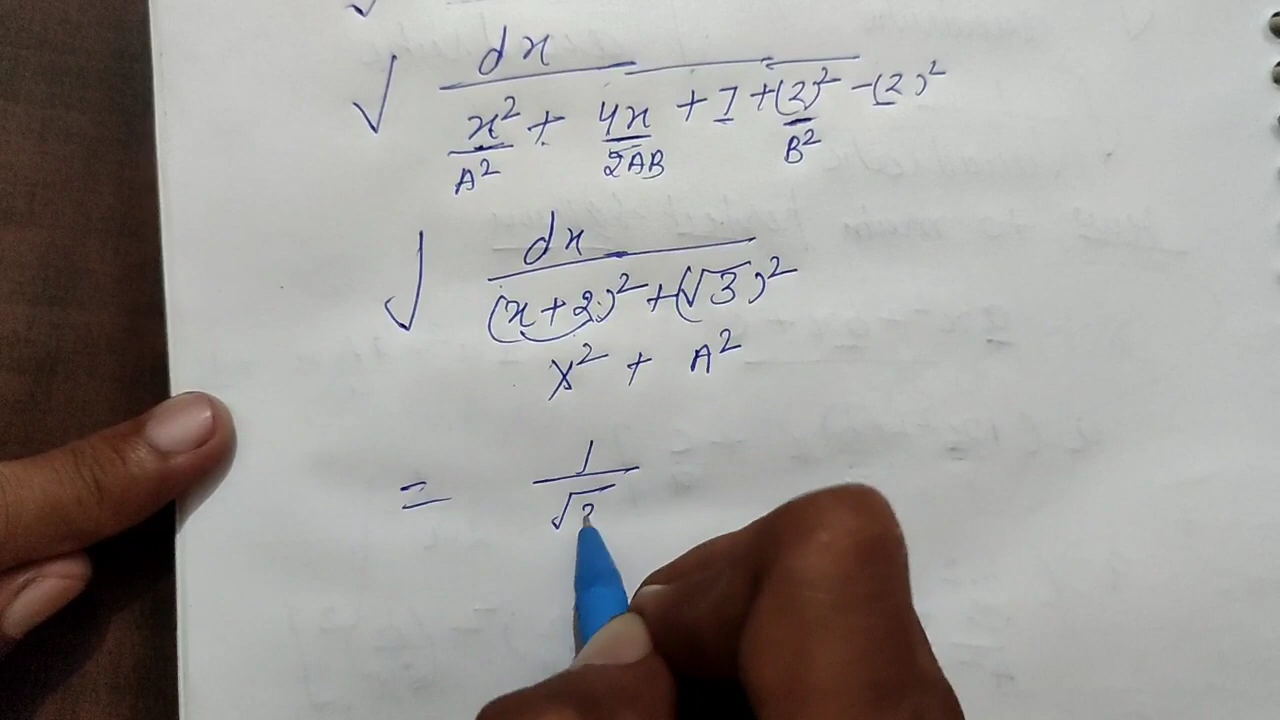 ∫ dx / x² + 4x + 7 + (2)² - (2)²
A² 2AB B²
∫ dx / (x+2)² + (√3)²
X² + A²
= 1 / √3